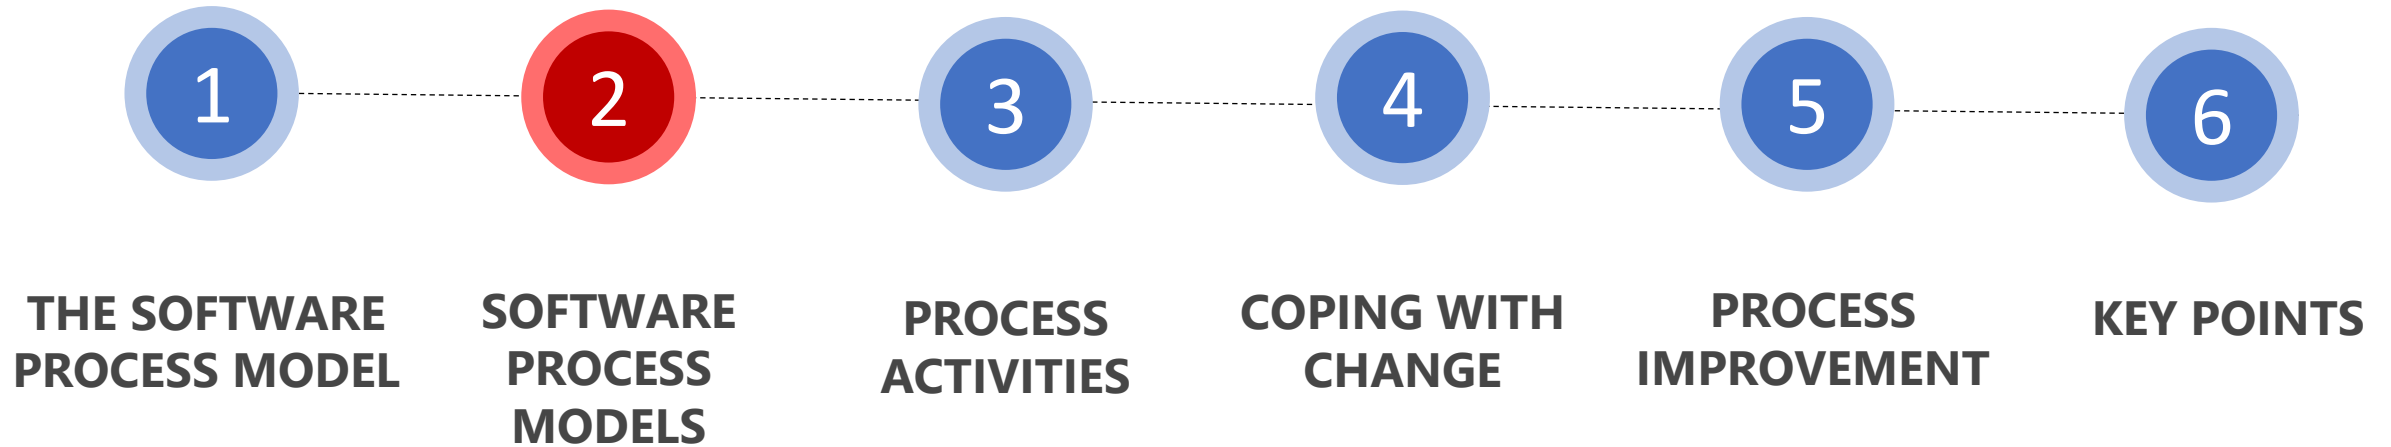 1
2
3
4
5
6
THE SOFTWARE
PROCESS MODEL
SOFTWARE
PROCESS
MODELS
PROCESS
ACTIVITIES
COPING WITH
CHANGE
PROCESS
IMPROVEMENT
KEY POINTS